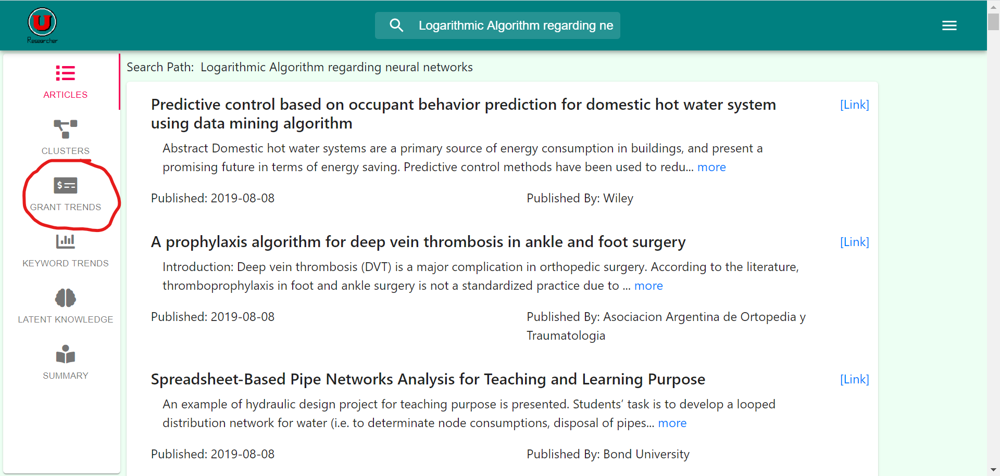 U
Researcher
Logarithmic Algorithm regarding ne
ARTICLES
CLUSTERS
$
GRANT TRENDS
KEYWORD TRENDS
LATENT KNOWLEDGE
SUMMARY
Search Path: Logarithmic Algorithm regarding neural networks
Predictive control based on occupant behavior prediction for domestic hot water system
using data mining algorithm
[Link]
Abstract Domestic hot water systems are a primary source of energy consumption in buildings, and present a
promising future in terms of energy saving. Predictive control methods have been used to redu... more
Published: 2019-08-08
Published By: Wiley
A prophylaxis algorithm for deep vein thrombosis in ankle and foot surgery
[Link]
Introduction: Deep vein thrombosis (DVT) is a major complication in orthopedic surgery. According to the literature,
thromboprophylaxis in foot and ankle surgery is not a standardized practice due to ... more
Published: 2019-08-08
Published By: Asociacion Argentina de Ortopedia y
Traumatologia
Spreadsheet-Based Pipe Networks Analysis for Teaching and Learning Purpose
[Link]
An example of hydraulic design project for teaching purpose is presented. Students’ task is to develop a looped
distribution network for water (i.e. to determinate node consumptions, disposal of pipes... more
Published: 2019-08-08
Published By: Bond University